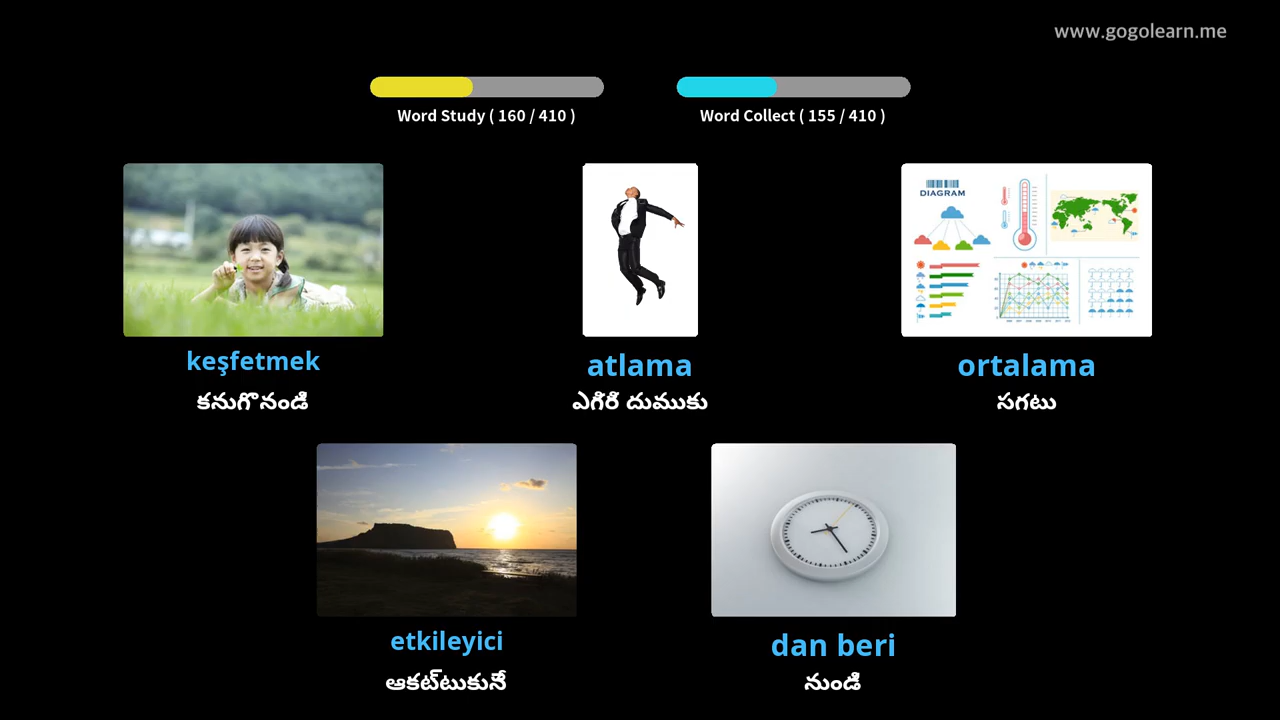 www.gogolearn.me
Word Study ( 160 / 410 )
Word Collect ( 155 / 410 )
DIAGRAM
keşfetmek
కనుగొనండి
atlama
ఎగిరి దుముకు
ortalama
సగటు
etkileyici
ఆకట్టుకునే
dan beri
నుండి